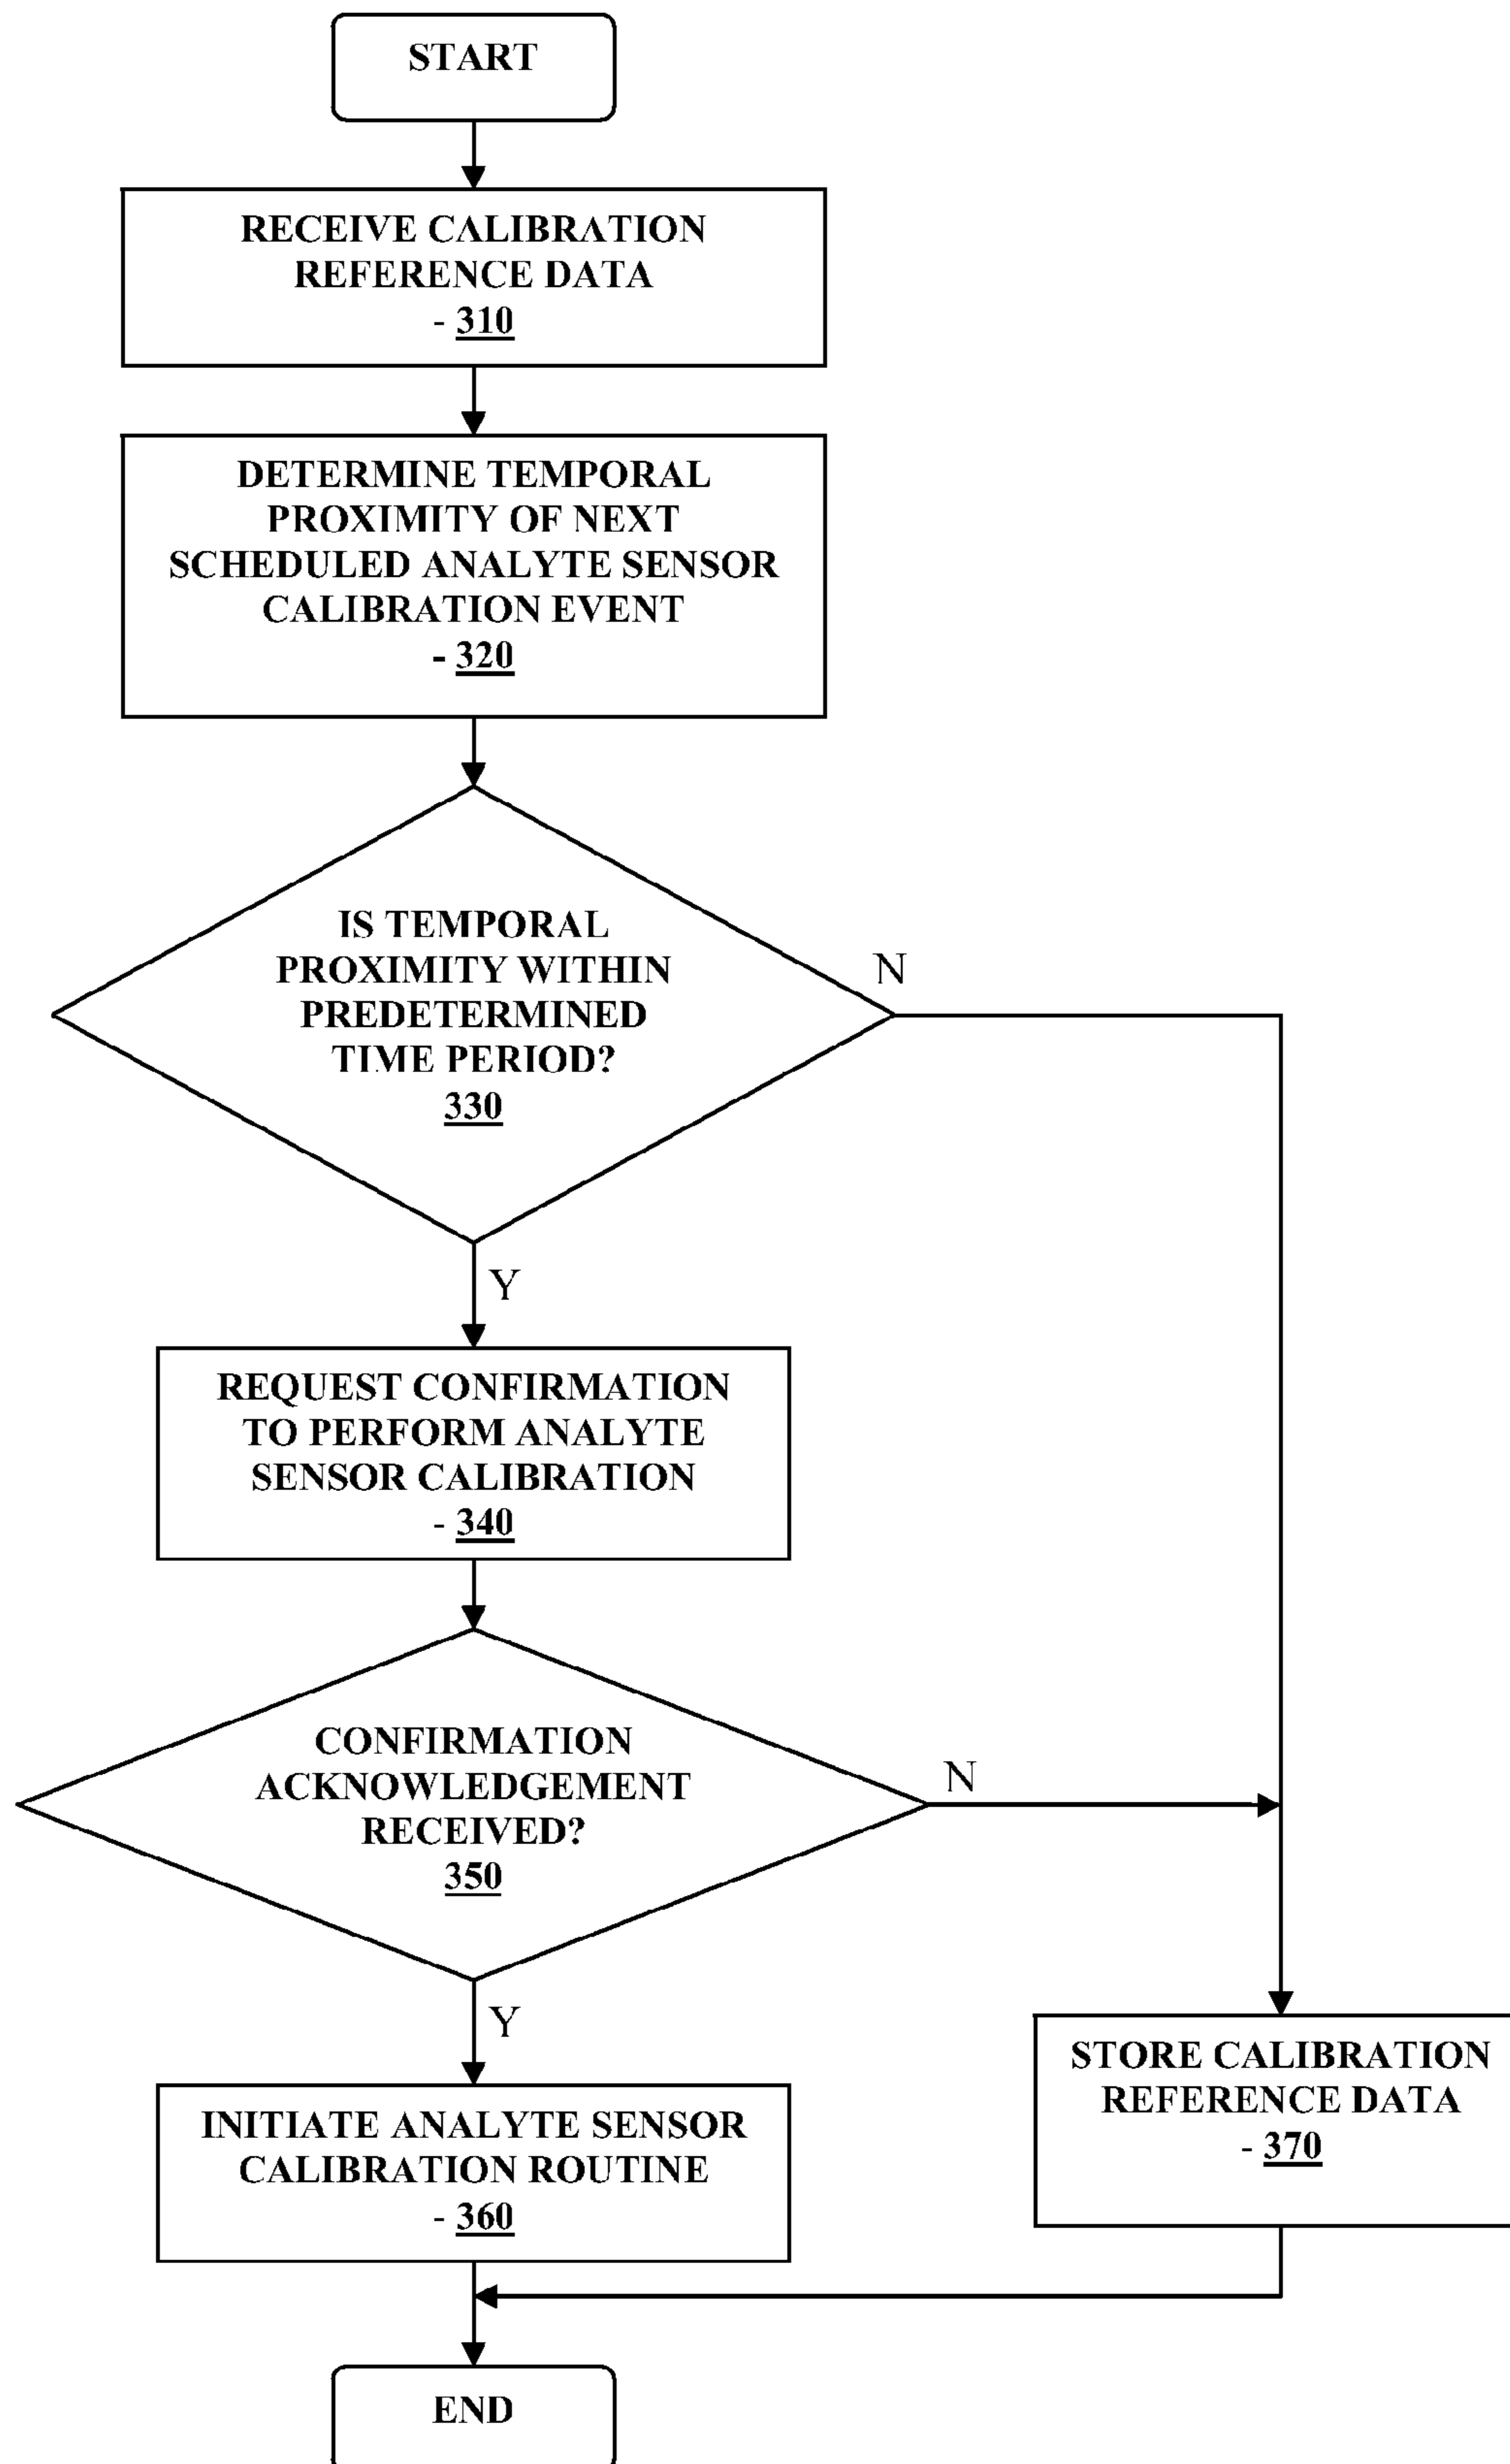 START
RECEIVE CALIBRATION
REFERENCE DATA
- 310
DETERMINE TEMPORAL
PROXIMITY OF NEXT
SCHEDULED ANALYTE SENSOR
CALIBRATION EVENT
- 320
IS TEMPORAL
PROXIMITY WITHIN
PREDETERMINED
TIME PERIOD?
330
N
Y
REQUEST CONFIRMATION
TO PERFORM ANALYTE
SENSOR CALIBRATION
- 340
CONFIRMATION
ACKNOWLEDGEMENT
RECEIVED?
350
N
Y
INITIATE ANALYTE SENSOR
CALIBRATION ROUTINE
- 360
STORE CALIBRATION
REFERENCE DATA
- 370
END